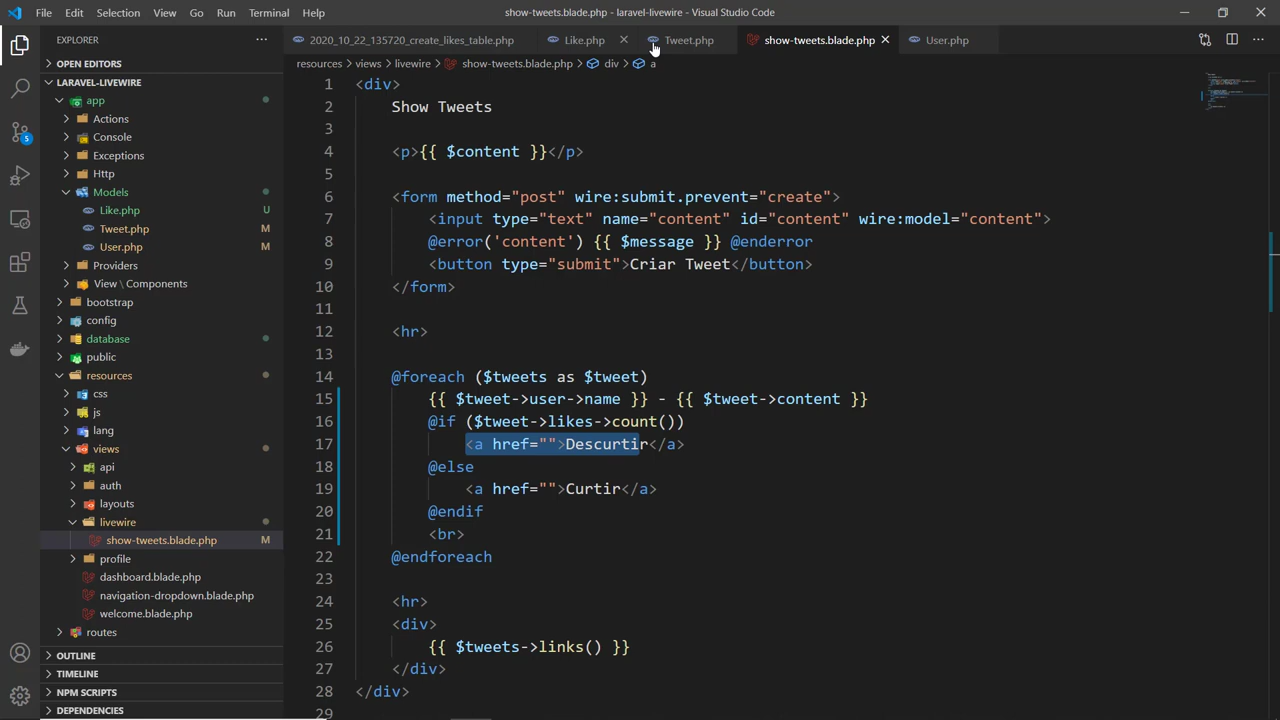 File Edit Selection View Go Run Terminal Help
show-tweets.blade.php - laravel-livewire - Visual Studio Code
EXPLORER
2020_10_22_135720_create_likes_table.php Like.php Tweet.php show-tweets.blade.php User.php
resources > views > livewire > show-tweets.blade.php > div > a
OPEN EDITORS
LARAVEL-LIVEWIRE
app
Actions
Console
Exceptions
Http
Models
Like.php U
Tweet.php M
User.php M
Providers
View \ Components
bootstrap
config
database
public
resources
css
js
lang
views
api
auth
layouts
livewire
show-tweets.blade.php M
profile
dashboard.blade.php
navigation-dropdown.blade.php
welcome.blade.php
routes
OUTLINE
TIMELINE
NPM SCRIPTS
DEPENDENCIES
5
1 <div>
2 Show Tweets
3
4 <p>{{ $content }}</p>
5
6 <form method="post" wire:submit.prevent="create">
7 <input type="text" name="content" id="content" wire:model="content">
8 @error('content') {{ $message }} @enderror
9 <button type="submit">Criar Tweet</button>
10 </form>
11
12 <hr>
13
14 @foreach ($tweets as $tweet)
15 {{ $tweet->user->name }} - {{ $tweet->content }}
16 @if ($tweet->likes->count())
17 <a href="">Descurtir</a>
18 @else
19 <a href="">Curtir</a>
20 @endif
21 <br>
22 @endforeach
23
24 <hr>
25 <div>
26 {{ $tweets->links() }}
27 </div>
28 </div>
29